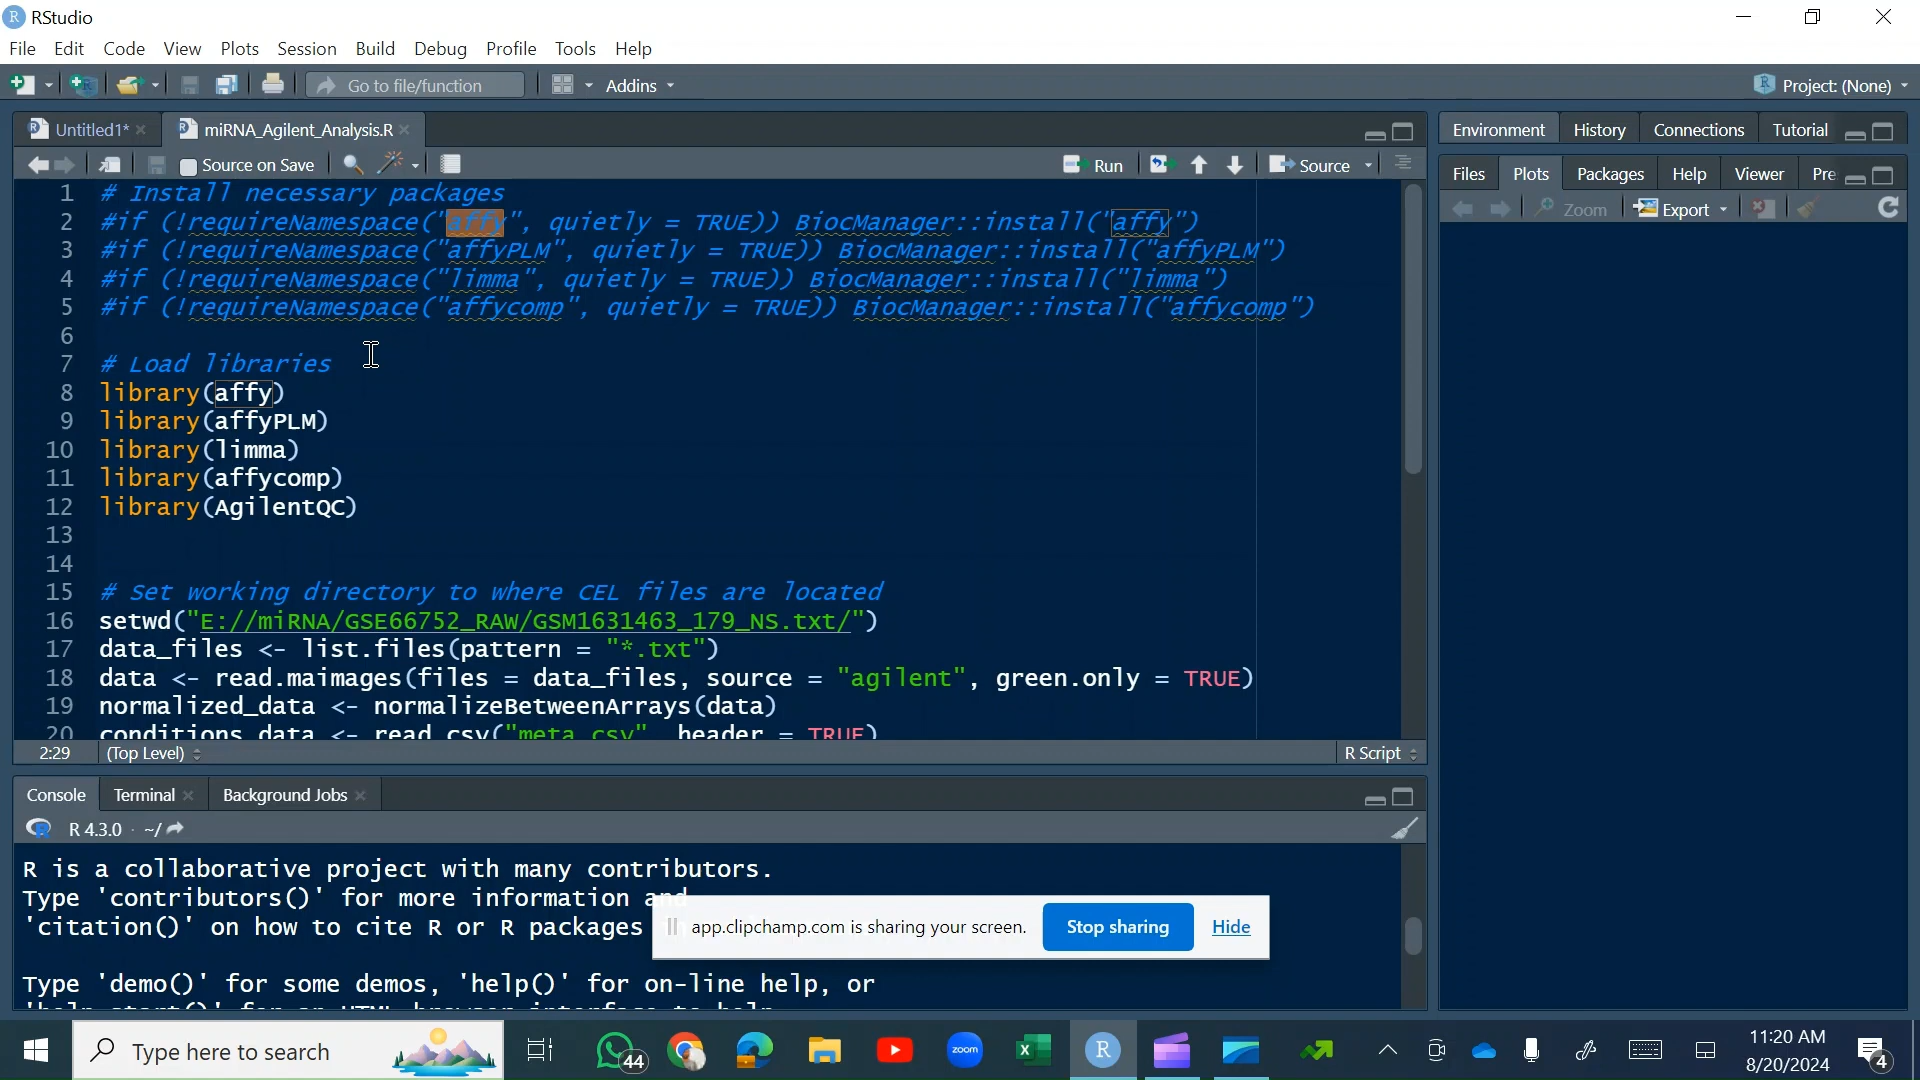 RStudio
File Edit Code View Plots Session Build Debug Profile Tools Help
Go to file/function Addins Project: (None)
Untitled1* miRNA_Agilent_Analysis.R
Source on Save Run Source
1 # Install necessary packages
2 #if (!requireNamespace("affy", quietly = TRUE)) BiocManager::install("affy")
3 #if (!requireNamespace("affyPLM", quietly = TRUE)) BiocManager::install("affyPLM")
4 #if (!requireNamespace("limma", quietly = TRUE)) BiocManager::install("limma")
5 #if (!requireNamespace("affycomp", quietly = TRUE)) BiocManager::install("affycomp")
6
7 # Load libraries
8 library(affy)
9 library(affyPLM)
10 library(limma)
11 library(affycomp)
12 library(AgilentQC)
13
14
15 # Set working directory to where CEL files are located
16 setwd("E://miRNA/GSE66752_RAW/GSM1631463_179_NS.txt/")
17 data_files <- list.files(pattern = "*.txt")
18 data <- read.maimages(files = data_files, source = "agilent", green.only = TRUE)
19 normalized_data <- normalizeBetweenArrays(data)
20 conditions_data <- read.csv("meta.csv", header = TRUE)
2:29 (Top Level) R Script
Console Terminal Background Jobs
R 4.3.0 · ~/
R is a collaborative project with many contributors.
Type 'contributors()' for more information and
'citation()' on how to cite R or R packages
Type 'demo()' for some demos, 'help()' for on-line help, or
app.clipchamp.com is sharing your screen. Stop sharing Hide
Environment History Connections Tutorial
Files Plots Packages Help Viewer Pre
Zoom Export
Type here to search
44
zoom
11:20 AM
8/20/2024
4